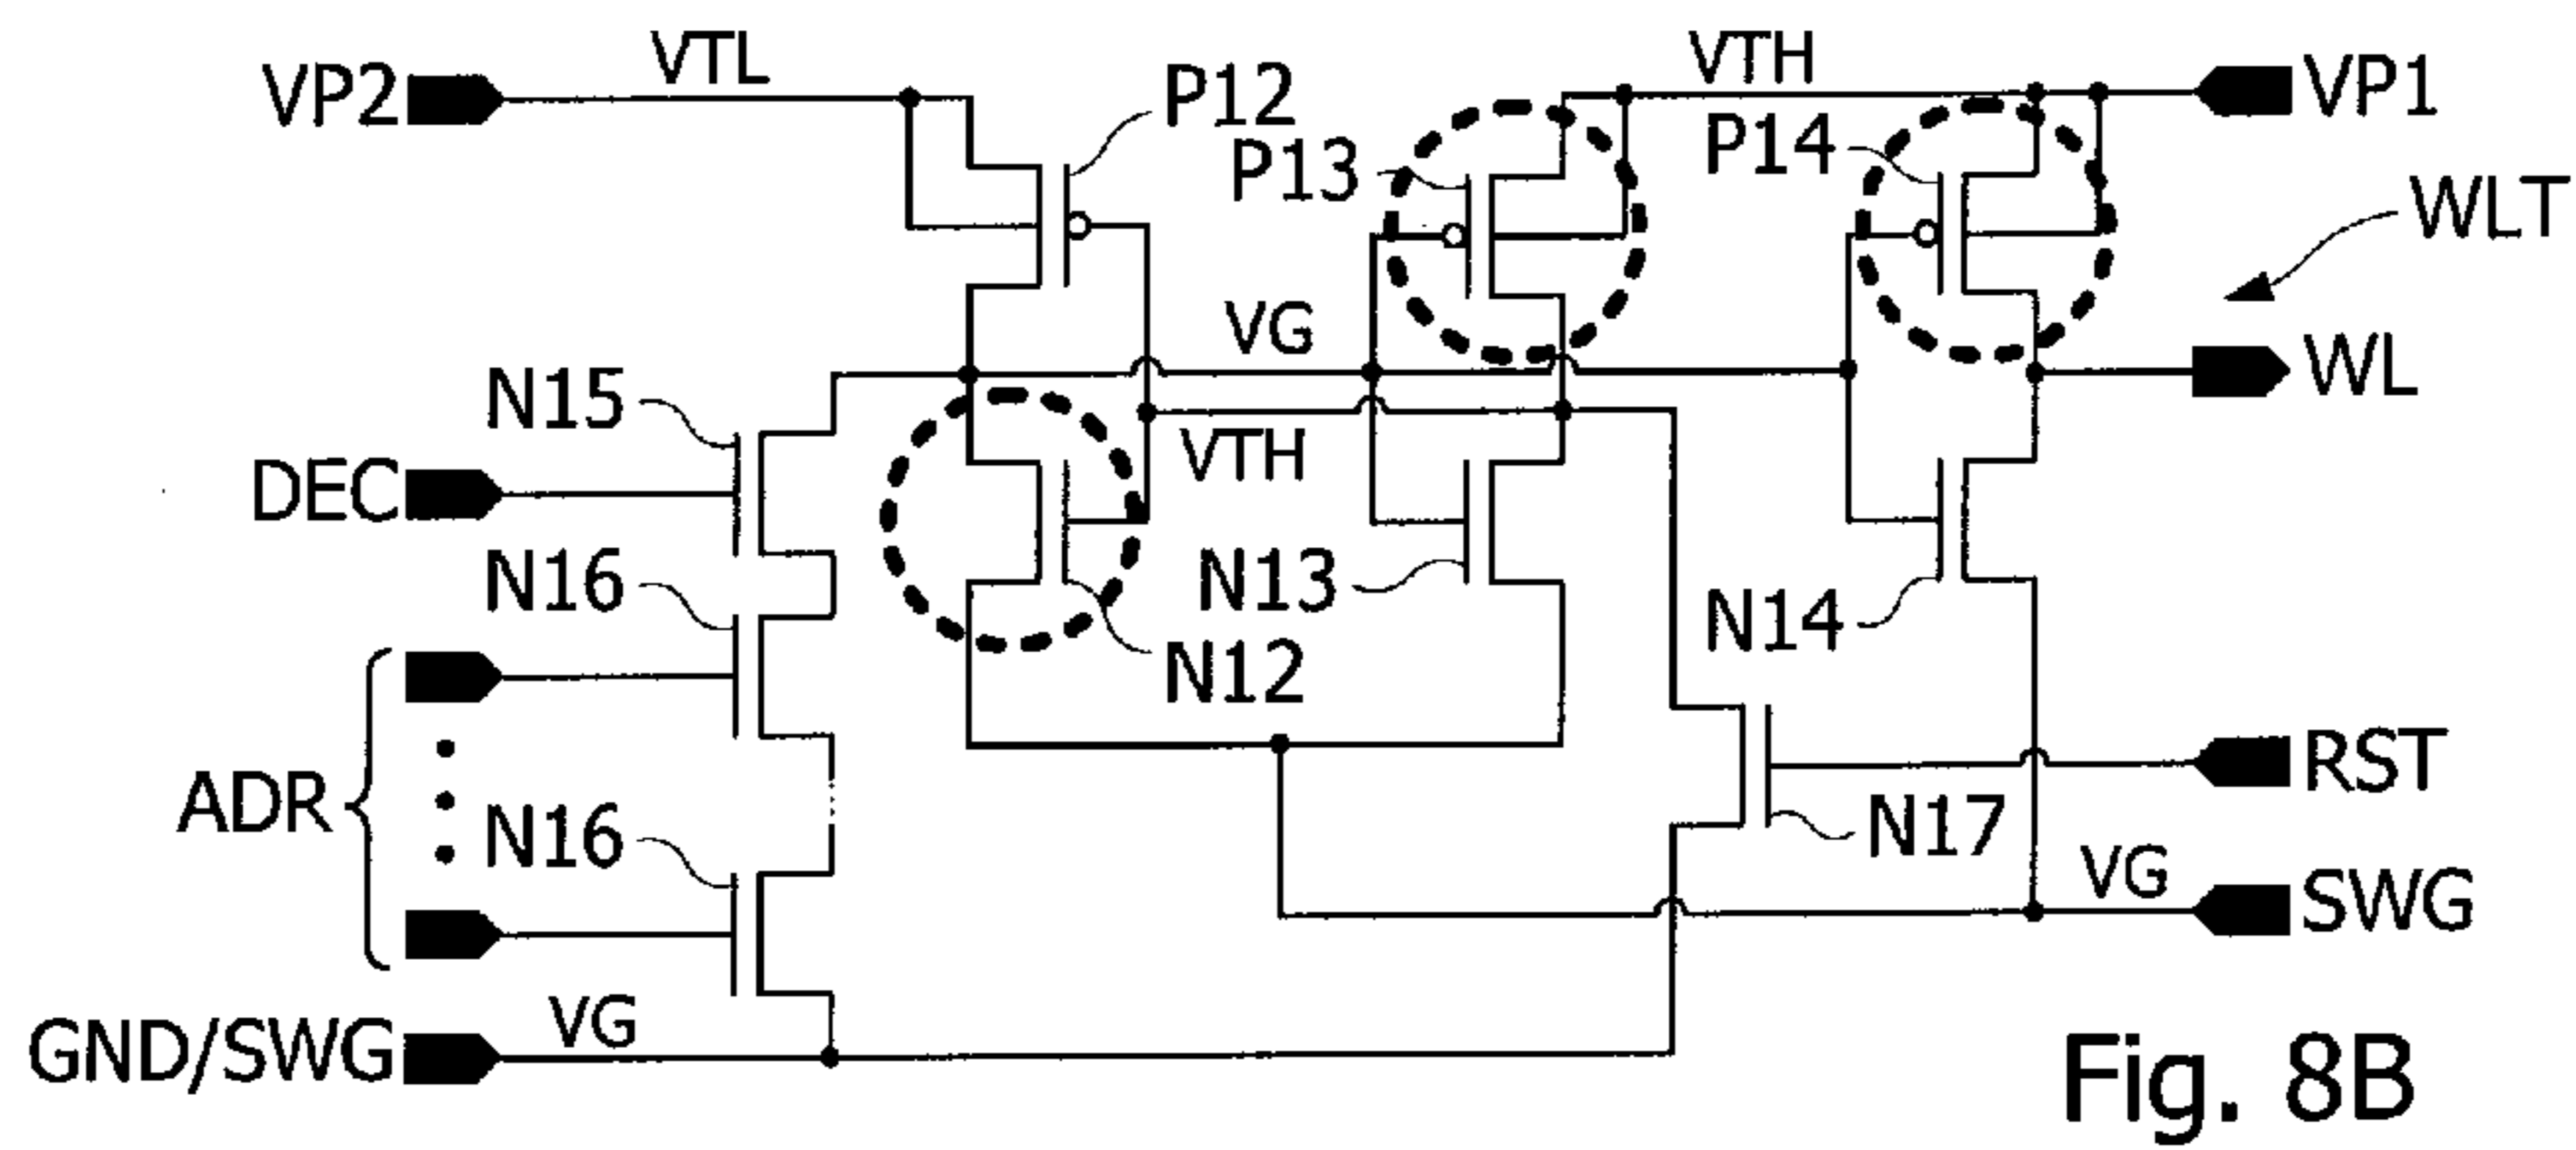 VP2
VTL
P12
VTH
VP1
P13
P14
WLT
VG
WL
N15
DEC
VTH
N16
N13
N12
N14
ADR
N16
RST
N17
VG
SWG
GND/SWG
VG
Fig. 8B